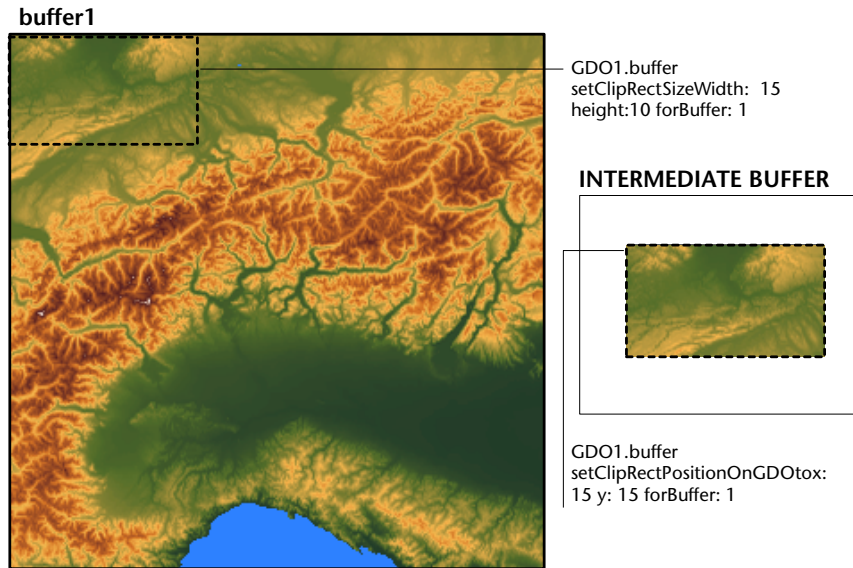 buffer1
GDO1.buffer
setClipRectSizeWidth: 15
height:10 forBuffer: 1
INTERMEDIATE BUFFER
GDO1.buffer
setClipRectPositionOnGDOtox:
15 y: 15 forBuffer: 1